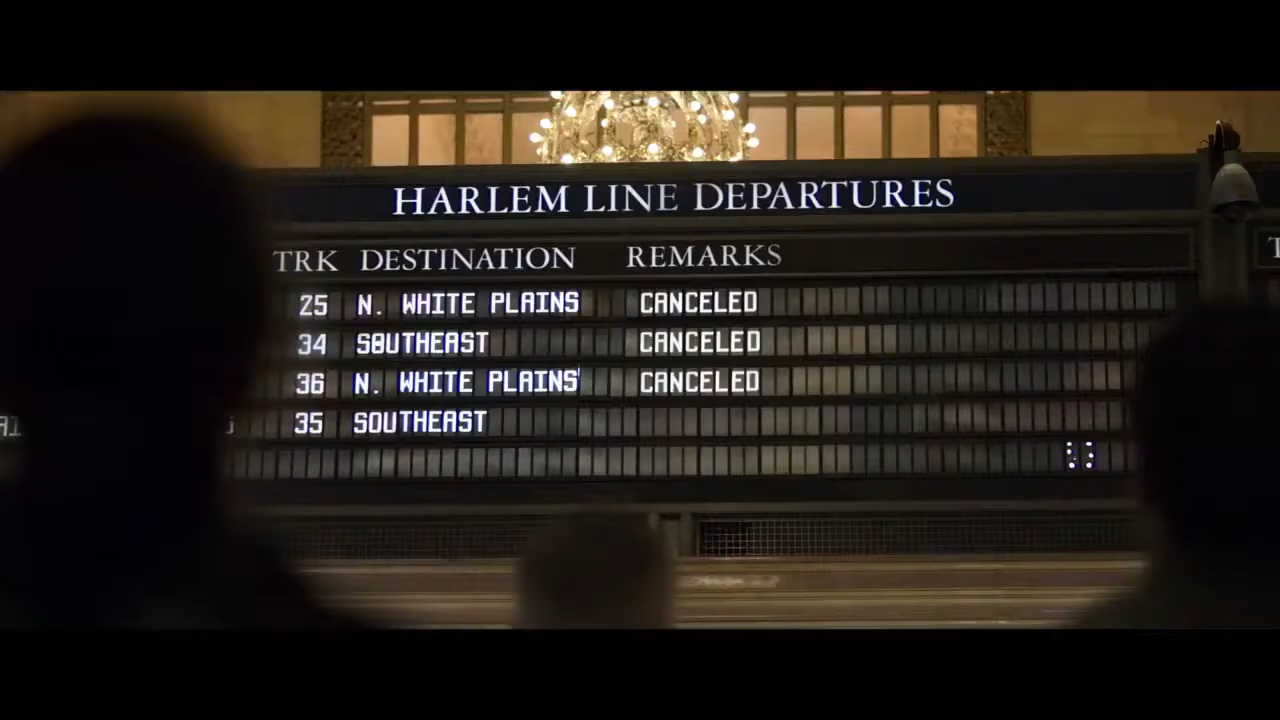 HARLEM LINE DEPARTURES
TRK DESTINATION REMARKS
25 N. WHITE PLAINS CANCELED
34 SOUTHEAST CANCELED
36 N. WHITE PLAINS CANCELED
35 SOUTHEAST